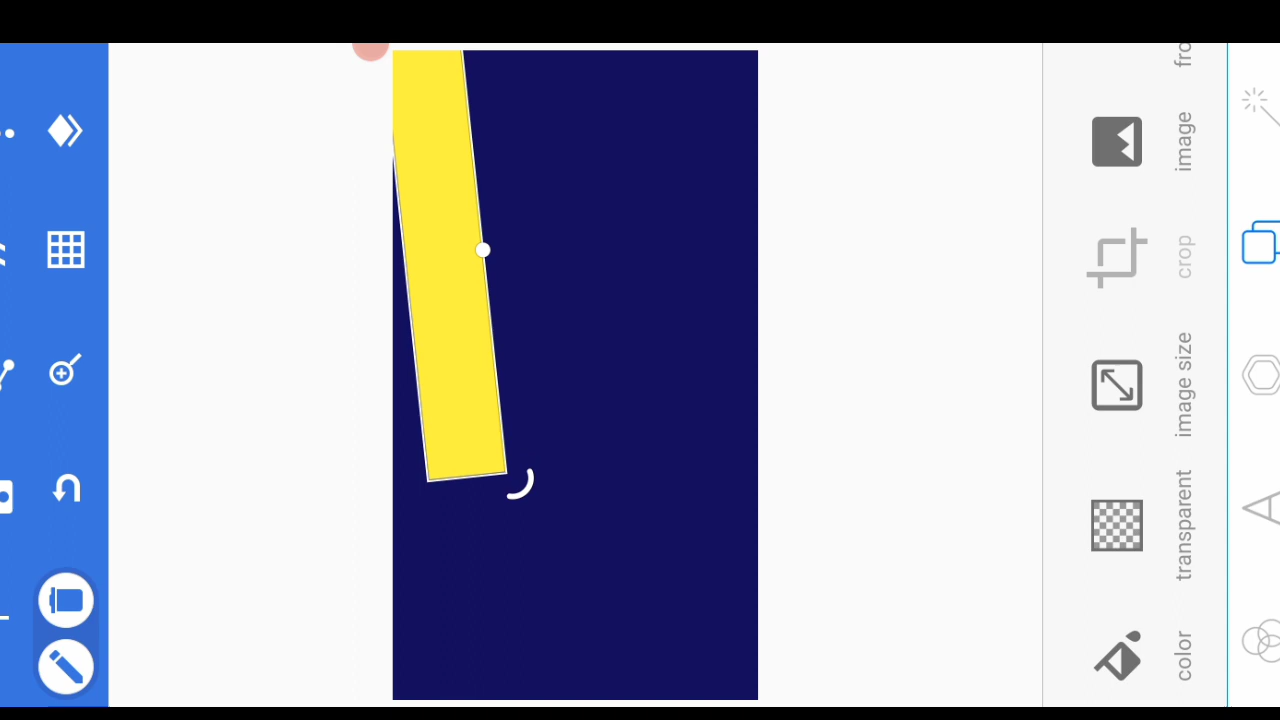 color
transparent
image size
crop
image
fro